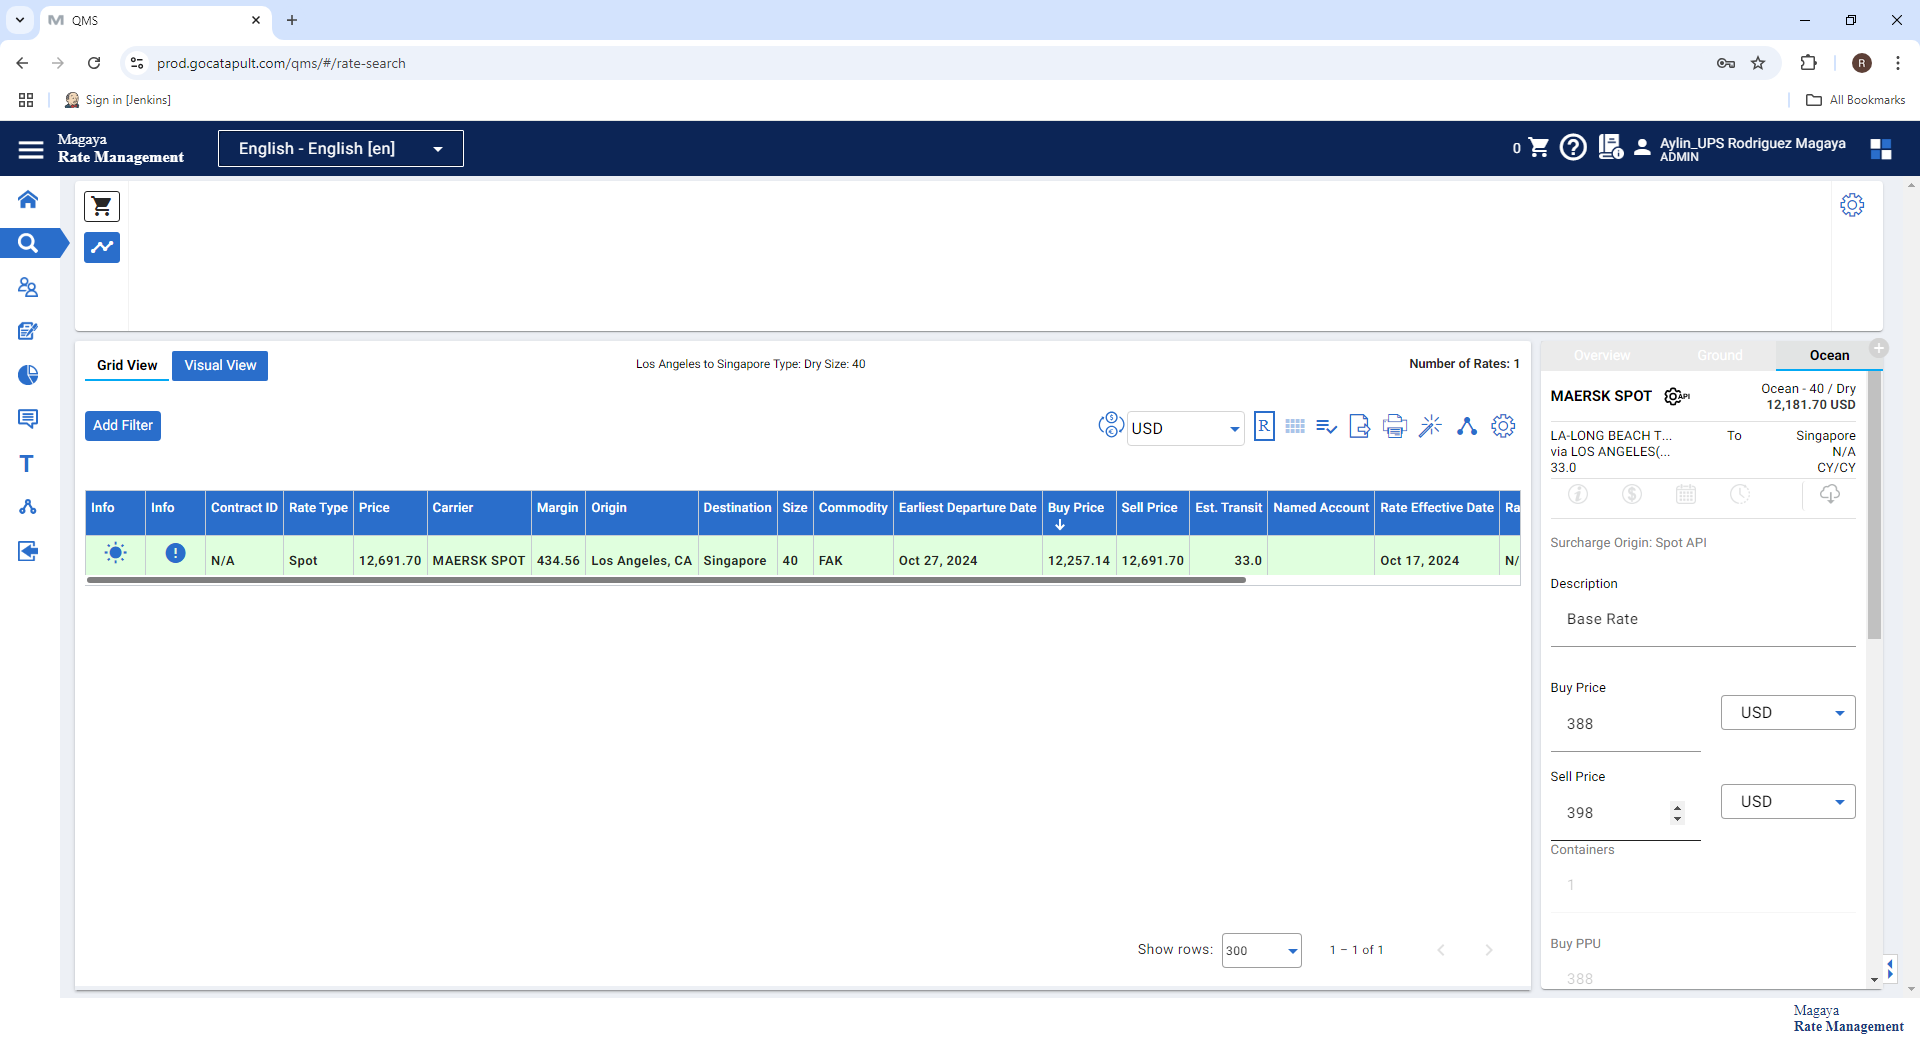 QMS
prod.gocatapult.com/qms/#/rate-search
R
Sign in [Jenkins]
All Bookmarks
Magaya
Rate Management
English - English [en]
0
Aylin_UPS Rodriguez Magaya
ADMIN
Grid View
Visual View
Los Angeles to Singapore Type: Dry Size: 40
Number of Rates: 1
Add Filter
USD
R
Info Info Contract ID Rate Type Price Carrier Margin Origin Destination Size Commodity Earliest Departure Date Buy Price Sell Price Est. Transit Named Account Rate Effective Date Ra
N/A Spot 12,691.70 MAERSK SPOT 434.56 Los Angeles, CA Singapore 40 FAK Oct 27, 2024 12,257.14 12,691.70 33.0 Oct 17, 2024 N/
Show rows: 300 1 – 1 of 1
Overview Ground Ocean
MAERSK SPOT API
Ocean - 40 / Dry
12,181.70 USD
LA-LONG BEACH T... To Singapore
via LOS ANGELES(... N/A
33.0 CY/CY
Surcharge Origin: Spot API
Description
Base Rate
Buy Price
388 USD
Sell Price
398 USD
Containers
1
Buy PPU
388
T
Magaya
Rate Management